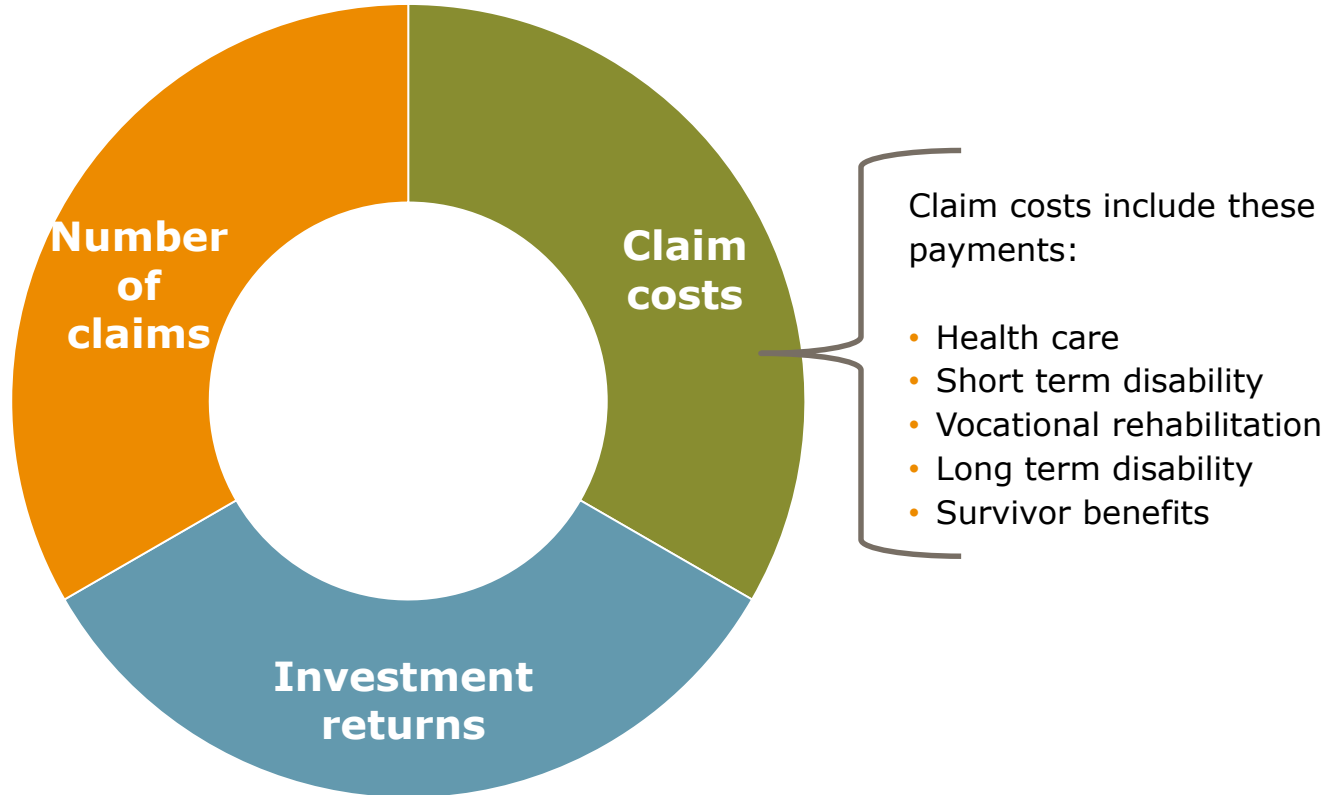 Number
of
claims
Claim
costs
Investment
returns
Claim costs include these
payments:
• Health care
• Short term disability
• Vocational rehabilitation
• Long term disability
• Survivor benefits